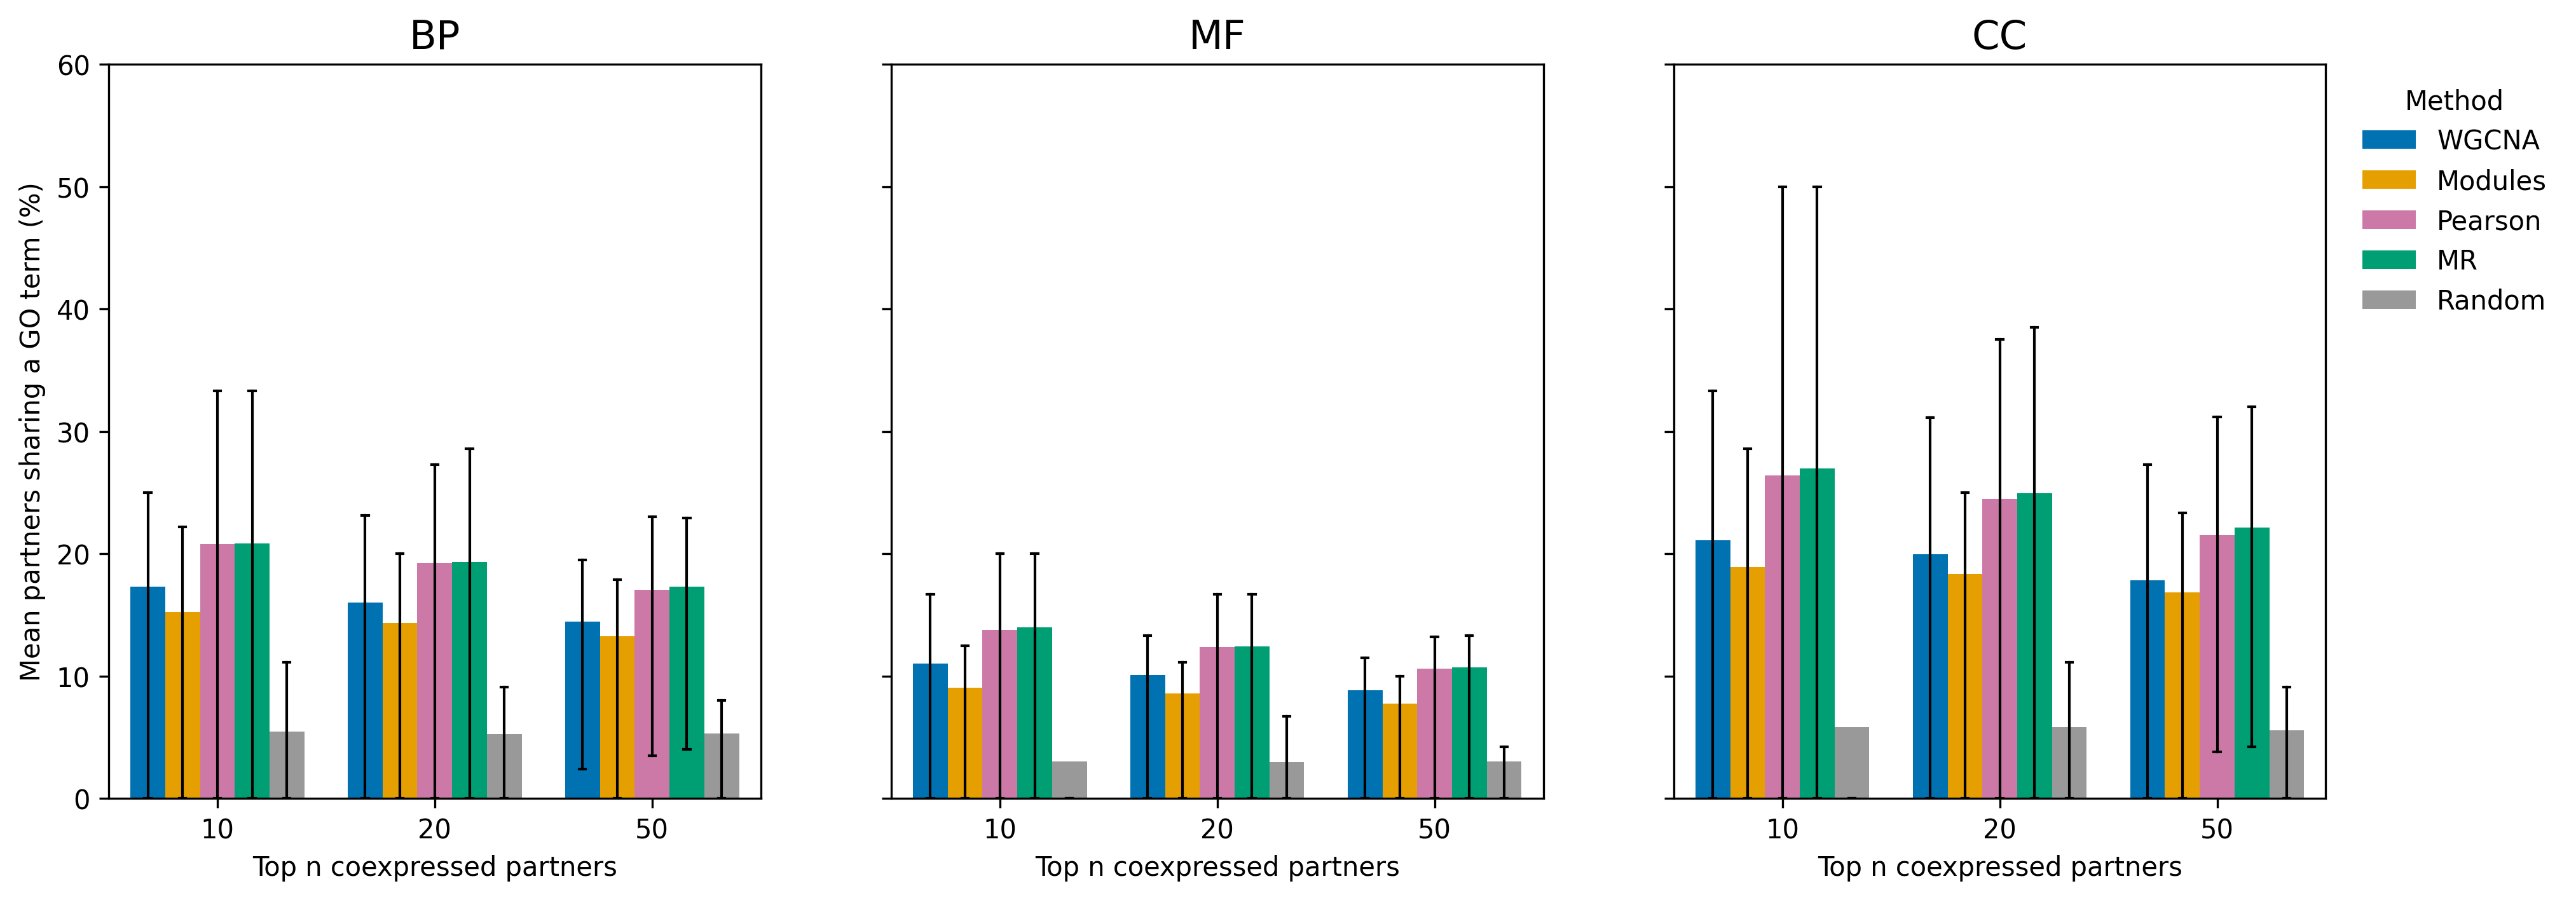 BP
MF
CC
Mean partners sharing a GO term (%)
60
50
40
30
20
10
0
10 20 50
10 20 50
10 20 50
Top n coexpressed partners
Top n coexpressed partners
Top n coexpressed partners
Method
WGCNA
Modules
Pearson
MR
Random